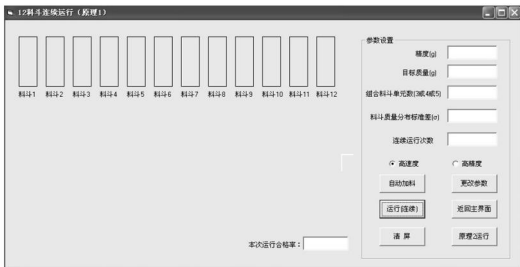 12料斗连续运行（原理1）
料斗1 料斗2 料斗3 料斗4 料斗5 料斗6 料斗7 料斗8 料斗9 料斗10 料斗11 料斗12
参数设置
精度(g)
目标质量(g)
组合料斗单元数(3或4或5)
料斗质量分布标准差(σ)
连续运行次数
高速度 高精度
自动加料 更改参数
运行(连续) 返回主界面
清 屏 原理2运行
本次运行合格率：